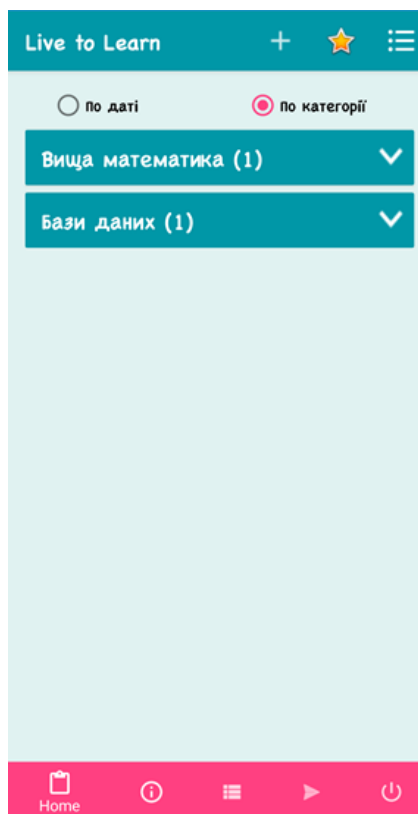 Live to Learn
По даті
По категорії
Вища математика (1)
Бази даних (1)
Home